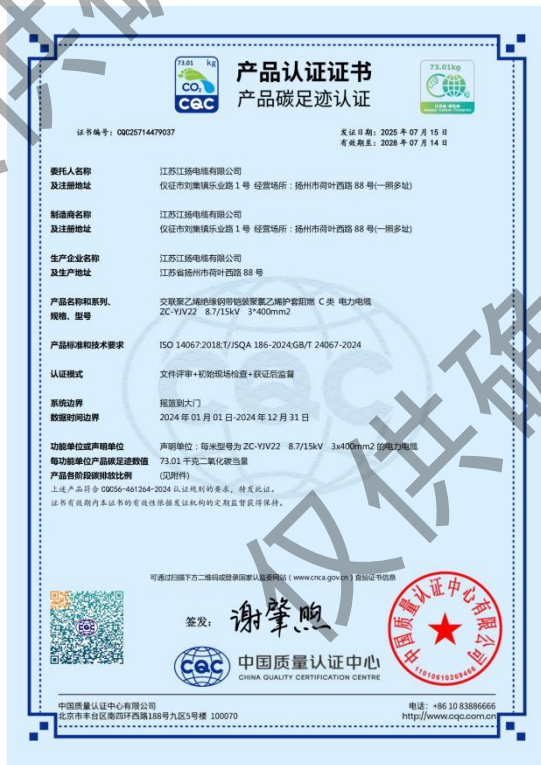 73.01 kg
CO₂
CQC
产品认证证书
产品碳足迹认证
73.01kg
证书编号：CQC25714479037
发证日期：2025 年 07 月 15 日
有效期至：2028 年 07 月 14 日
委托人名称 江苏江扬电缆有限公司
及注册地址 仪征市刘集镇乐业路 1 号 经营场所：扬州市荷叶西路 88 号(一照多址)
制造商名称 江苏江扬电缆有限公司
及注册地址 仪征市刘集镇乐业路 1 号 经营场所：扬州市荷叶西路 88 号(一照多址)
生产企业名称 江苏江扬电缆有限公司
及生产地址 江苏省扬州市荷叶西路 88 号
产品名称和系列、 交联聚乙烯绝缘钢带铠装聚氯乙烯护套阻燃 C 类 电力电缆
规格、型号 ZC-YJV22 8.7/15kV 3*400mm2
产品标准和技术要求 ISO 14067:2018;T/JSQA 186-2024;GB/T 24067-2024
认证模式 文件评审+初始现场检查+获证后监督
系统边界 摇篮到大门
数据时间边界 2024 年 01 月 01 日-2024 年 12 月 31 日
功能单位或声明单位 声明单位：每米型号为 ZC-YJV22 8.7/15kV 3x400mm2 的电力电缆
每功能单位产品碳足迹数值 73.01 千克二氧化碳当量
产品各阶段碳排放比例 (见附件)
上述产品符合 CQC56-461264-2024 认证规则的要求，特发此证。
证书有效期内本证书的有效性依据发证机构的定期监督获得保持。
可通过扫描下方二维码或登录国家认监委网站（www.cnca.gov.cn）查验证书信息
签发：谢肇煦
CQC 中国质量认证中心
CHINA QUALITY CERTIFICATION CENTRE
中国质量认证中心有限公司
11010610269466
中国质量认证中心有限公司
北京市丰台区南四环西路188号九区5号楼 100070
电话：+86 10 83886666
http://www.cqc.com.cn
仅供